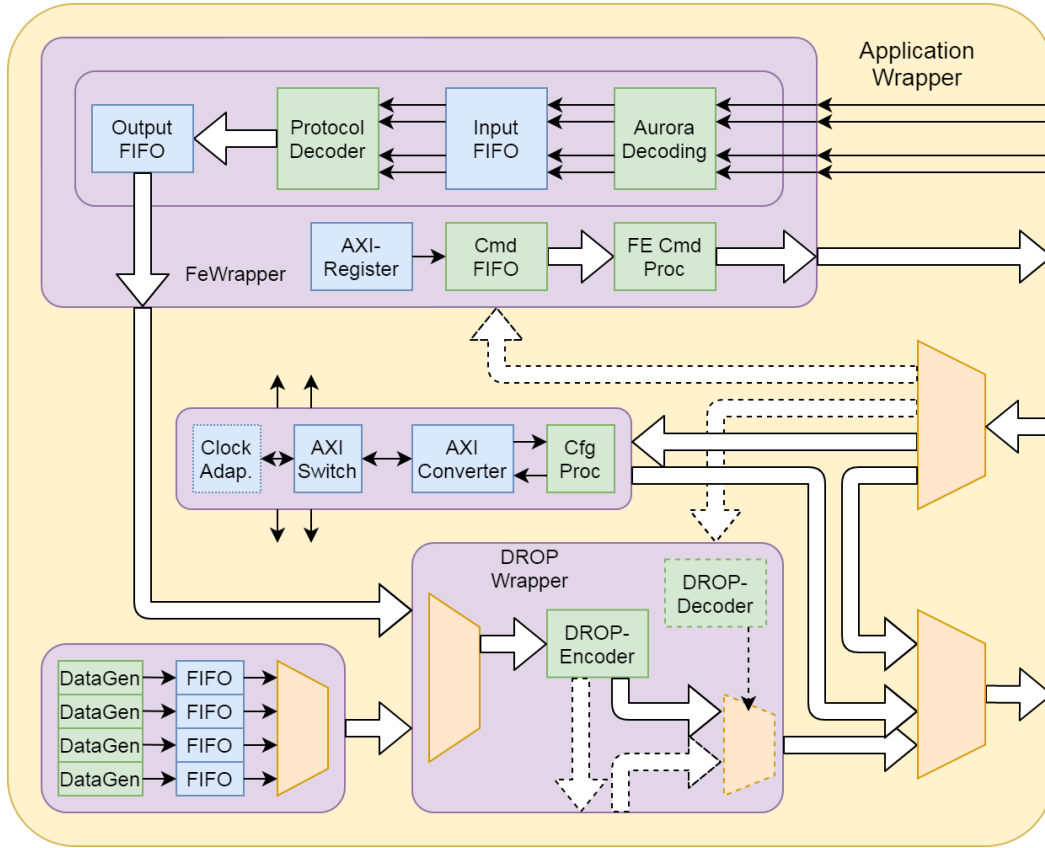 Application
Wrapper
Output
FIFO
Protocol
Decoder
Input
FIFO
Aurora
Decoding
AXI-
Register
Cmd
FIFO
FE Cmd
Proc
FeWrapper
Clock
Adap.
AXI
Switch
AXI
Converter
Cfg
Proc
DROP
Wrapper
DROP-
Decoder
DROP-
Encoder
DataGen
FIFO
DataGen
FIFO
DataGen
FIFO
DataGen
FIFO